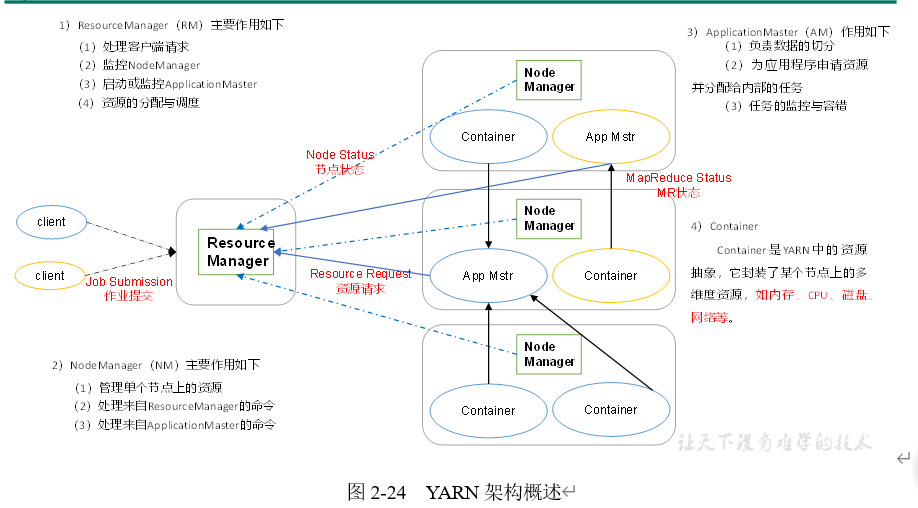 1）ResourceManager（RM）主要作用如下
（1）处理客户端请求
（2）监控NodeManager
（3）启动或监控ApplicationMaster
（4）资源的分配与调度
3）ApplicationMaster（AM）作用如下
（1）负责数据的切分
（2）为应用程序申请资源
并分配给内部的任务
（3）任务的监控与容错
Node
Manager
Container
App Mstr
Node Status
节点状态
MapReduce Status
MR状态
client
client
Job Submission
作业提交
Resource
Manager
Resource Request
资源请求
Node
Manager
App Mstr
Container
4）Container
Container是YARN中的资源
抽象，它封装了某个节点上的多
维度资源，如内存、CPU、磁盘、
网络等。
Node
Manager
Container
Container
2）NodeManager（NM）主要作用如下
（1）管理单个节点上的资源
（2）处理来自ResourceManager的命令
（3）处理来自ApplicationMaster的命令
让天下没有难学的技术
图 2-24 YARN 架构概述